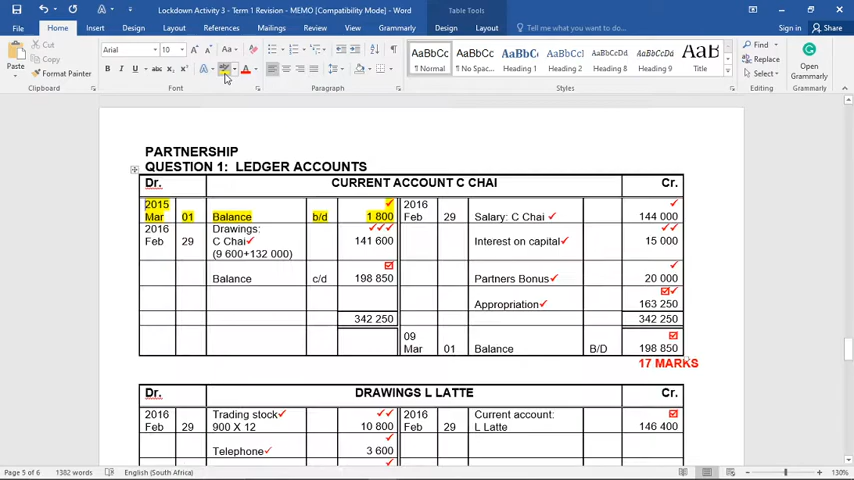 Lockdown Activity 3 - Term 1 Revision - MEMO [Compatibility Mode] - Word
Table Tools
Sign in
File Home Insert Design Layout References Mailings Review View Grammarly Design Layout Tell me what you want to do... Share
Paste
Cut
Copy
Format Painter
Clipboard
Arial 10
Font
Paragraph
AaBbCc AaBbCc AaBbCc AaBbCc AaBbCc AaBbCc AaB
¶ Normal ¶ No Spac... Heading 1 Heading 2 Heading 8 Heading 9 Title
Styles
Find
Replace
Select
Editing
Open Grammarly
Grammarly
PARTNERSHIP
QUESTION 1: LEDGER ACCOUNTS
Dr. CURRENT ACCOUNT C CHAI Cr.
2015 2016
Mar 01 Balance b/d 1 800 Feb 29 Salary: C Chai 144 000
2016 Drawings:
Feb 29 C Chai 141 600 Interest on capital 15 000
(9 600+132 000)
Balance c/d 198 850 Partners Bonus 20 000
Appropriation 163 250
342 250 342 250
09
Mar 01 Balance B/D 198 850
17 MARKS
Dr. DRAWINGS L LATTE Cr.
2016 Trading stock 2016 Current account:
Feb 29 900 X 12 10 800 Feb 29 L Latte 146 400
Telephone 3 600
Page 5 of 6 1382 words English (South Africa) 130%